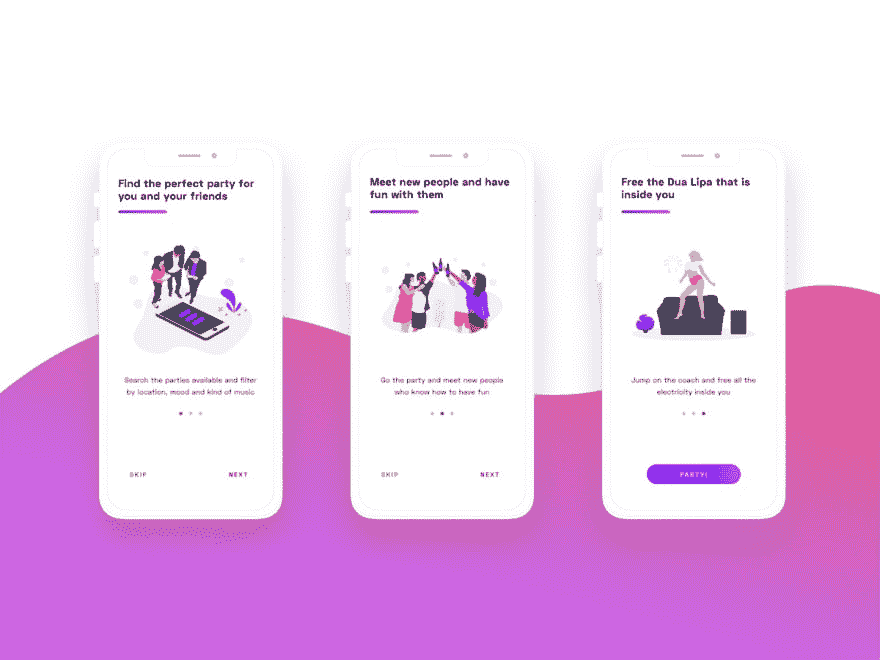 Find the perfect party for
you and your friends
Search the parties available and filter
by location, mood and kind of music
SKIP
NEXT
Meet new people and have
fun with them
Go the party and meet new people
who know how to have fun
SKIP
NEXT
Free the Dua Lipa that is
inside you
Jump on the coach and free all the
electricity inside you
PARTY!